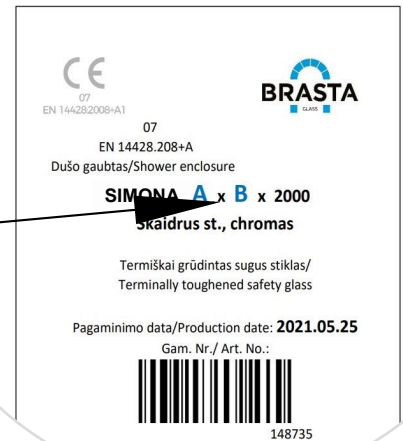 07
EN 14428:2008+A1
BRASTA
GLASS
07
EN 14428.208+A
Dušo gaubtas/Shower enclosure
SIMONA A x B x 2000
Skaidrus st., chromas
Termiškai grūdintas sugus stiklas/
Terminally toughened safety glass
Pagaminimo data/Production date: 2021.05.25
Gam. Nr./ Art. No.:
148735